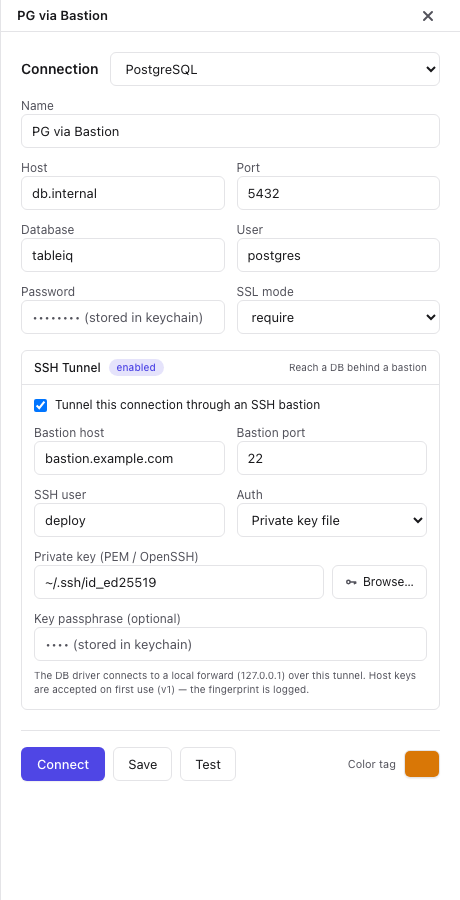 PG via Bastion
Connection PostgreSQL
Name
PG via Bastion
Host Port
db.internal 5432
Database User
tableiq postgres
Password SSL mode
•••••••• (stored in keychain) require
SSH Tunnel enabled Reach a DB behind a bastion
Tunnel this connection through an SSH bastion
Bastion host Bastion port
bastion.example.com 22
SSH user Auth
deploy Private key file
Private key (PEM / OpenSSH)
~/.ssh/id_ed25519 Browse...
Key passphrase (optional)
•••• (stored in keychain)
The DB driver connects to a local forward (127.0.0.1) over this tunnel. Host keys
are accepted on first use (v1) — the fingerprint is logged.
Connect Save Test Color tag